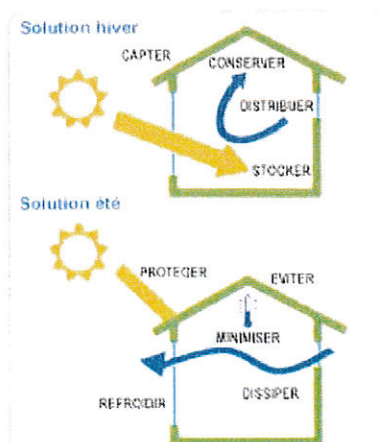 Solution hiver
CAPTER
CONSERVER
DISTRIBUER
STOCKER
Solution été
PROTEGER
EVITER
MINIMISER
REFROIDIR
DISSIPER